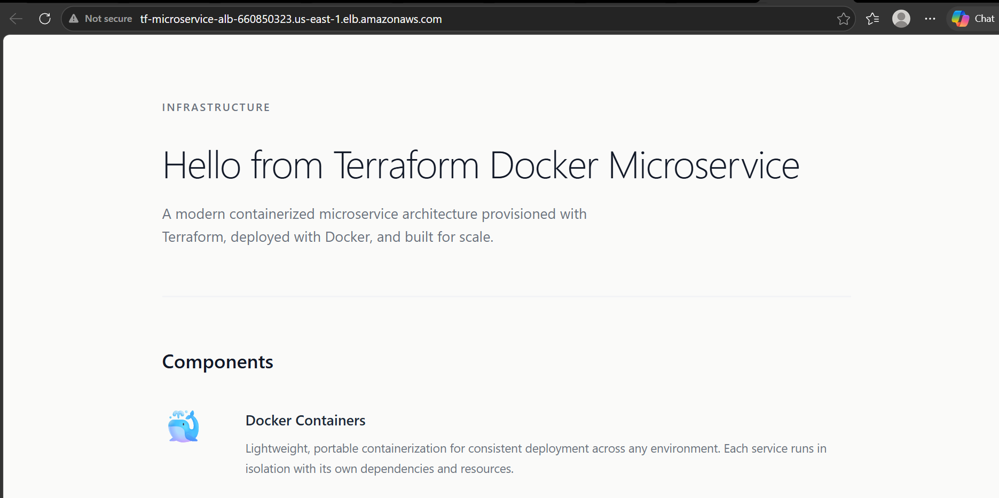 Not secure tf-microservice-alb-660850323.us-east-1.elb.amazonaws.com Chat
INFRASTRUCTURE
Hello from Terraform Docker Microservice
A modern containerized microservice architecture provisioned with
Terraform, deployed with Docker, and built for scale.
Components
Docker Containers
Lightweight, portable containerization for consistent deployment across any environment. Each service runs in
isolation with its own dependencies and resources.